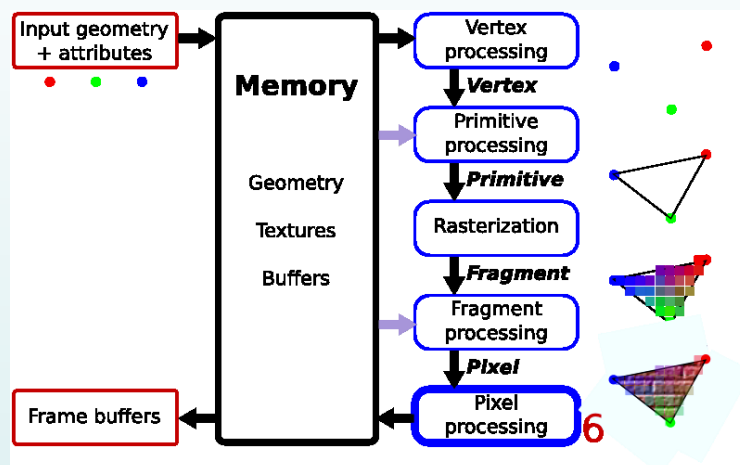 Input geometry
+ attributes
Memory
Geometry
Textures
Buffers
Frame buffers
Vertex
processing
Vertex
Primitive
processing
Primitive
Rasterization
Fragment
Fragment
processing
Pixel
Pixel
processing
6